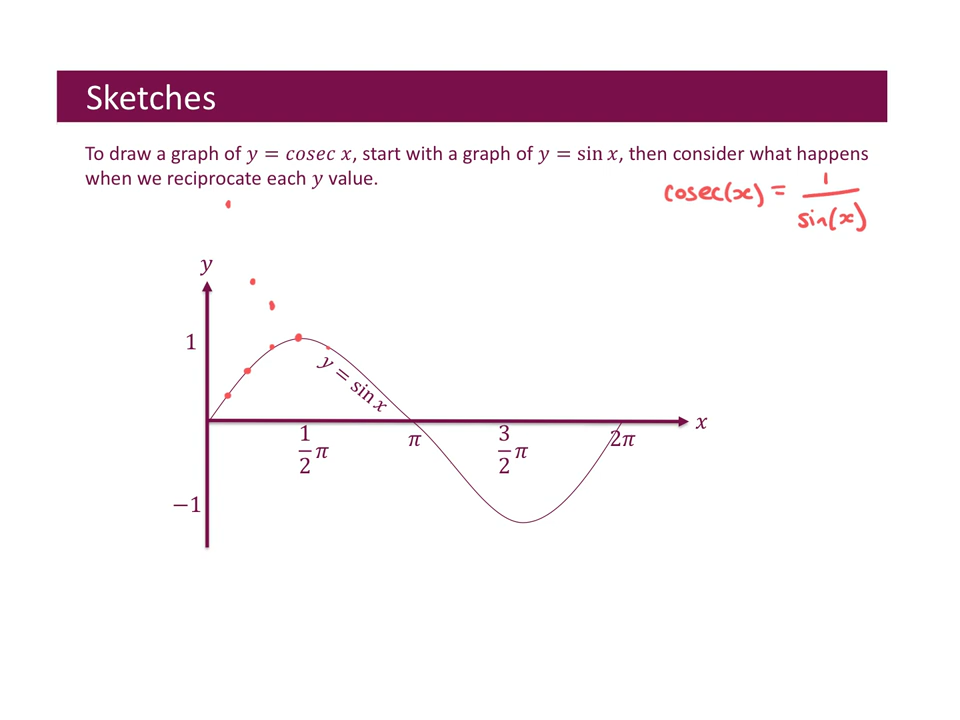 Sketches
To draw a graph of y = cosec x, start with a graph of y = sin x, then consider what happens
when we reciprocate each y value.
cosec(x) = 1/sin(x)
y
1
y = sin x
x
1/2 π
π
3/2 π
2π
−1